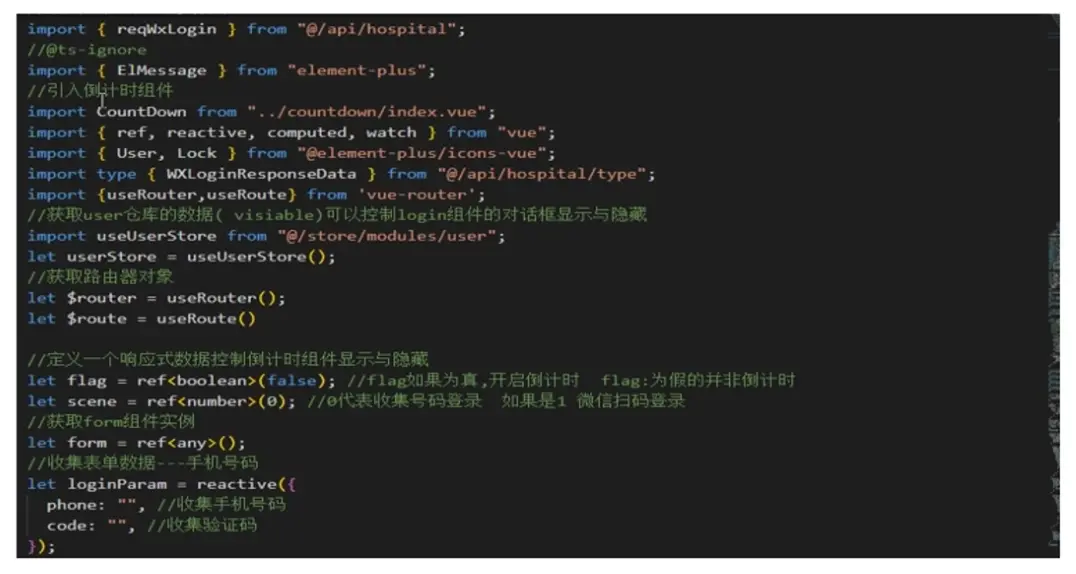 import { reqWxLogin } from "@/api/hospital";
//@ts-ignore
import { ElMessage } from "element-plus";
//引入倒计时组件
import CountDown from "../countdown/index.vue";
import { ref, reactive, computed, watch } from "vue";
import { User, Lock } from "@element-plus/icons-vue";
import type { WXLoginResponseData } from "@/api/hospital/type";
import {useRouter,useRoute} from 'vue-router';
//获取user仓库的数据( visiable)可以控制login组件的对话框显示与隐藏
import useUserStore from "@/store/modules/user";
let userStore = useUserStore();
//获取路由器对象
let $router = useRouter();
let $route = useRoute()
//定义一个响应式数据控制倒计时组件显示与隐藏
let flag = ref<boolean>(false); //flag如果为真,开启倒计时  flag:为假的并非倒计时
let scene = ref<number>(0); //0代表收集号码登录  如果是1 微信扫码登录
//获取form组件实例
let form = ref<any>();
//收集表单数据---手机号码
let loginParam = reactive({
  phone: "", //收集手机号码
  code: "", //收集验证码
});